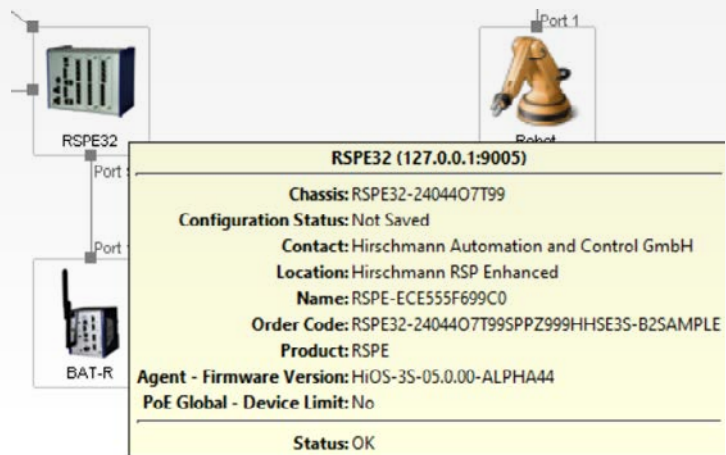 Port 1
RSPE32
Robot
Port
RSPE32 (127.0.0.1:9005)
Chassis: RSPE32-24044O7T99
Configuration Status: Not Saved
Contact: Hirschmann Automation and Control GmbH
Location: Hirschmann RSP Enhanced
Port
Name: RSPE-ECE555F699C0
Order Code: RSPE32-24044O7T99SPPZ999HHSE3S-B2SAMPLE
Product: RSPE
BAT-R
Agent - Firmware Version: HiOS-3S-05.0.00-ALPHA44
PoE Global - Device Limit: No
Status: OK